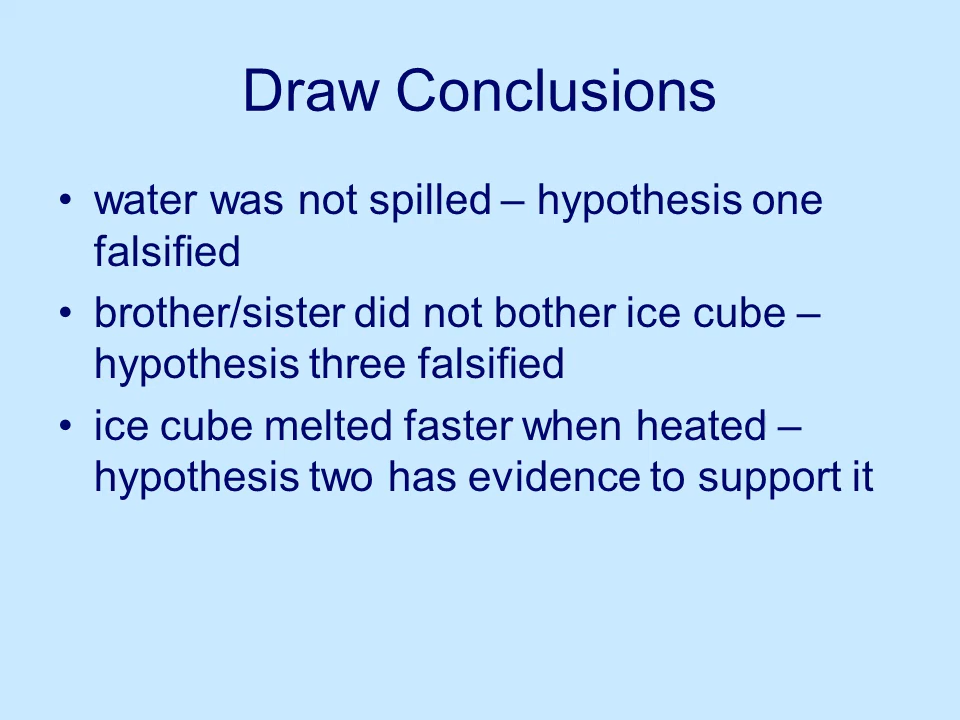 Draw Conclusions
• water was not spilled – hypothesis one
falsified
• brother/sister did not bother ice cube –
hypothesis three falsified
• ice cube melted faster when heated –
hypothesis two has evidence to support it